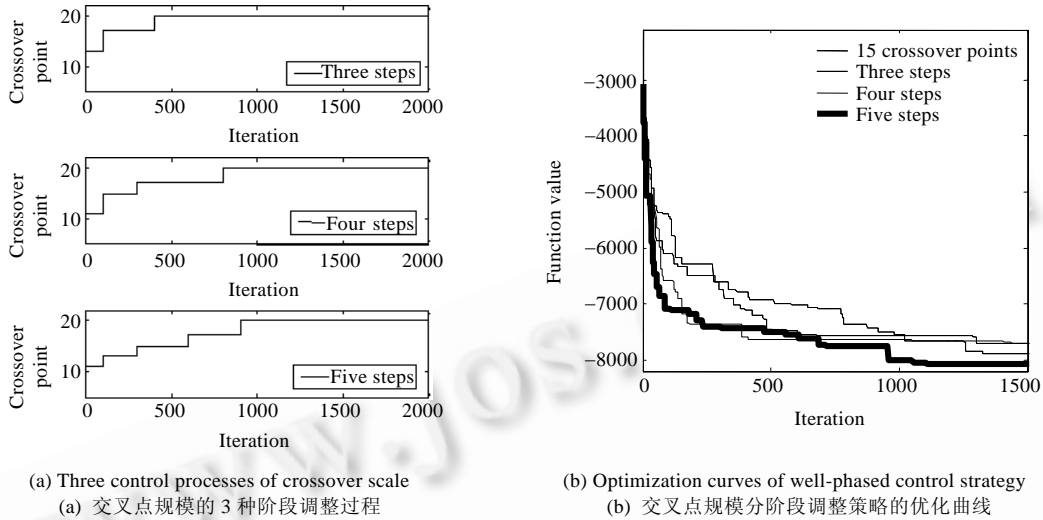 Crossover point
20
10
Three steps
0 500 1000 1500 2000
Iteration
Crossover point
20
10
Four steps
0 500 1000 1500 2000
Iteration
Crossover point
20
10
Five steps
0 500 1000 1500 2000
Iteration
(a) Three control processes of crossover scale
(a) 交叉点规模的 3 种阶段调整过程
Function value
−3000
−4000
−5000
−6000
−7000
−8000
15 crossover points
Three steps
Four steps
Five steps
0 500 1000 1500
Iteration
(b) Optimization curves of well-phased control strategy
(b) 交叉点规模分阶段调整策略的优化曲线